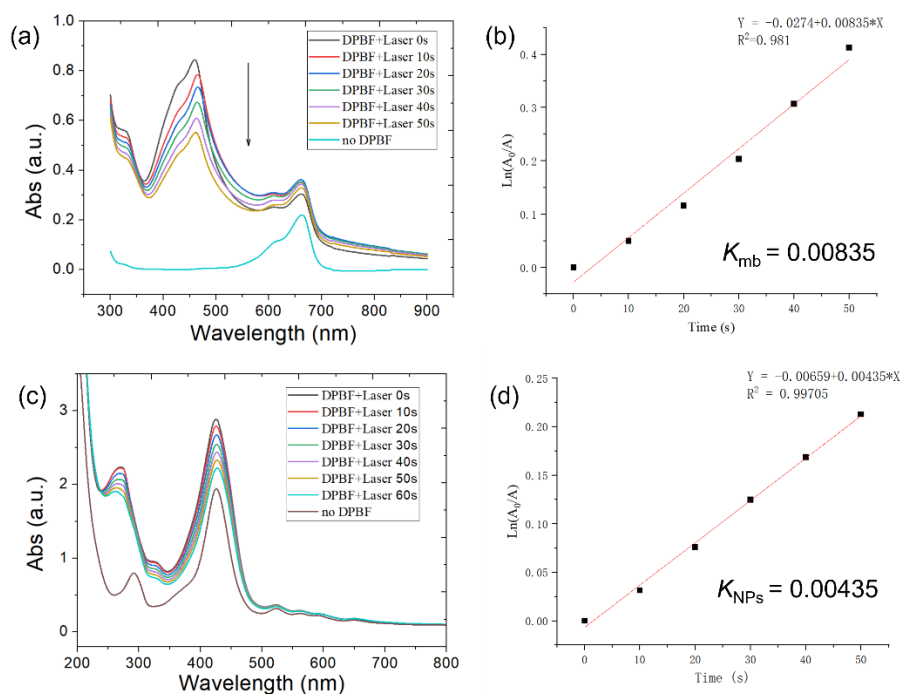 (a)
1.0
0.8
0.6
0.4
0.2
0.0
Abs (a.u.)
DPBF+Laser 0s
DPBF+Laser 10s
DPBF+Laser 20s
DPBF+Laser 30s
DPBF+Laser 40s
DPBF+Laser 50s
no DPBF
300 400 500 600 700 800 900
Wavelength (nm)
(b)
Y = -0.0274+0.00835*X
R²=0.981
0.4
0.3
0.2
0.1
0.0
Ln(A₀/A)
Kmb = 0.00835
0 10 20 30 40 50
Time (s)
(c)
3
2
1
0
Abs (a.u.)
DPBF+Laser 0s
DPBF+Laser 10s
DPBF+Laser 20s
DPBF+Laser 30s
DPBF+Laser 40s
DPBF+Laser 50s
DPBF+Laser 60s
no DPBF
200 300 400 500 600 700 800
Wavelength (nm)
(d)
Y = -0.00659+0.00435*X
R² = 0.99705
0.25
0.20
0.15
0.10
0.05
0.00
Ln(A₀/A)
KNPs = 0.00435
0 10 20 30 40 50
Time (s)